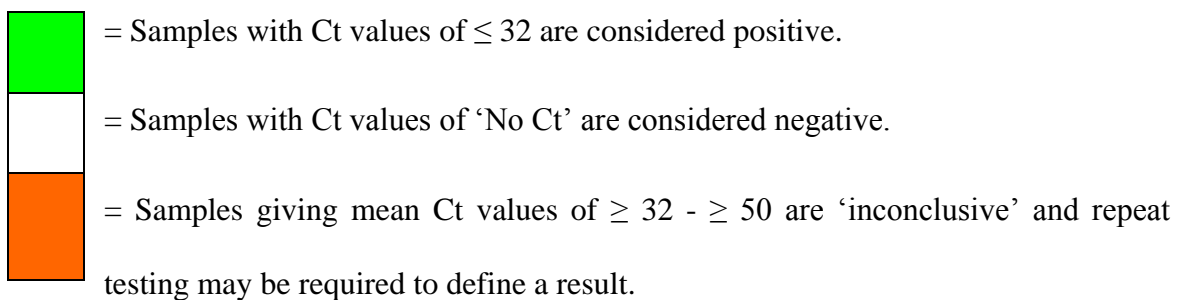 = Samples with Ct values of ≤ 32 are considered positive.
= Samples with Ct values of ‘No Ct’ are considered negative.
= Samples giving mean Ct values of ≥ 32 - ≥ 50 are ‘inconclusive’ and repeat
testing may be required to define a result.